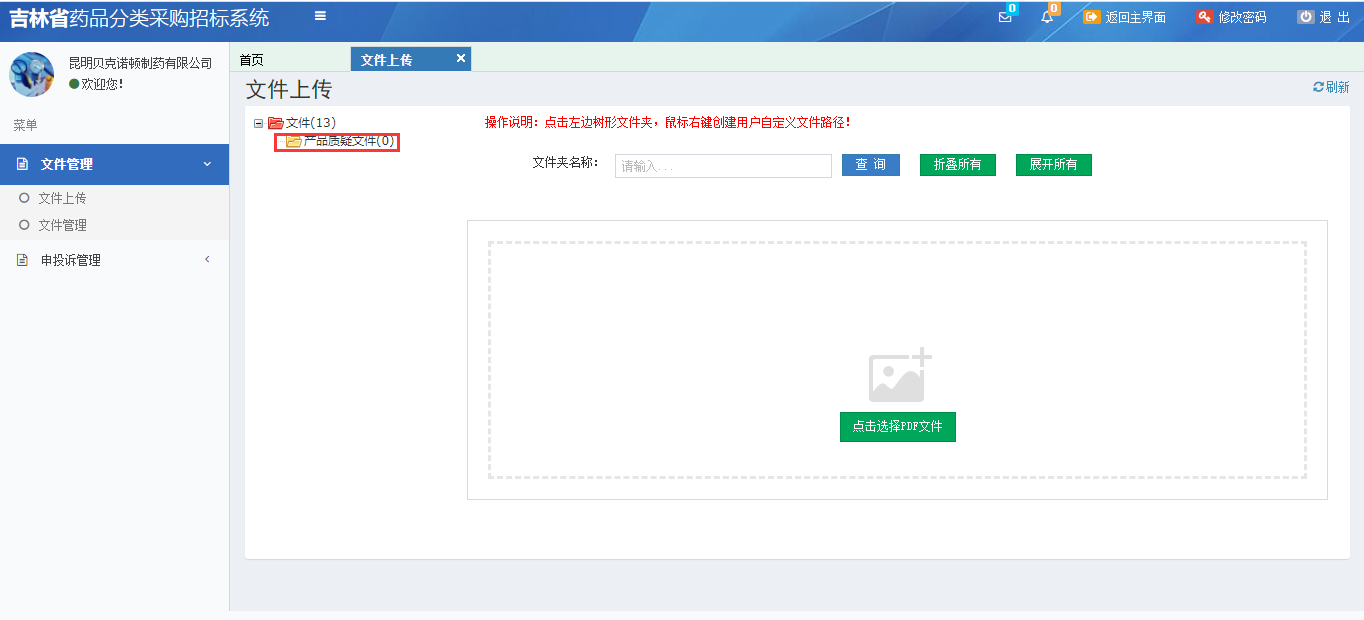 吉林省药品分类采购招标系统
0
0
返回主界面
修改密码
退 出
昆明贝克诺顿制药有限公司
欢迎您!
菜单
文件管理
文件上传
文件管理
申投诉管理
首页
文件上传
文件上传
刷新
文件(13)
产品质疑文件(0)
操作说明：点击左边树形文件夹，鼠标右键创建用户自定义文件路径！
文件夹名称：
请输入...
查 询
折叠所有
展开所有
点击选择PDF文件